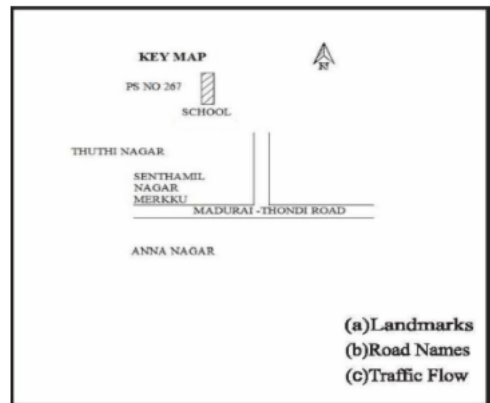 KEY MAP
N
PS NO 267
SCHOOL
THUTHI NAGAR
SENTHAMIL
NAGAR
MERKKU
MADURAI -THONDI ROAD
ANNA NAGAR
(a)Landmarks
(b)Road Names
(c)Traffic Flow